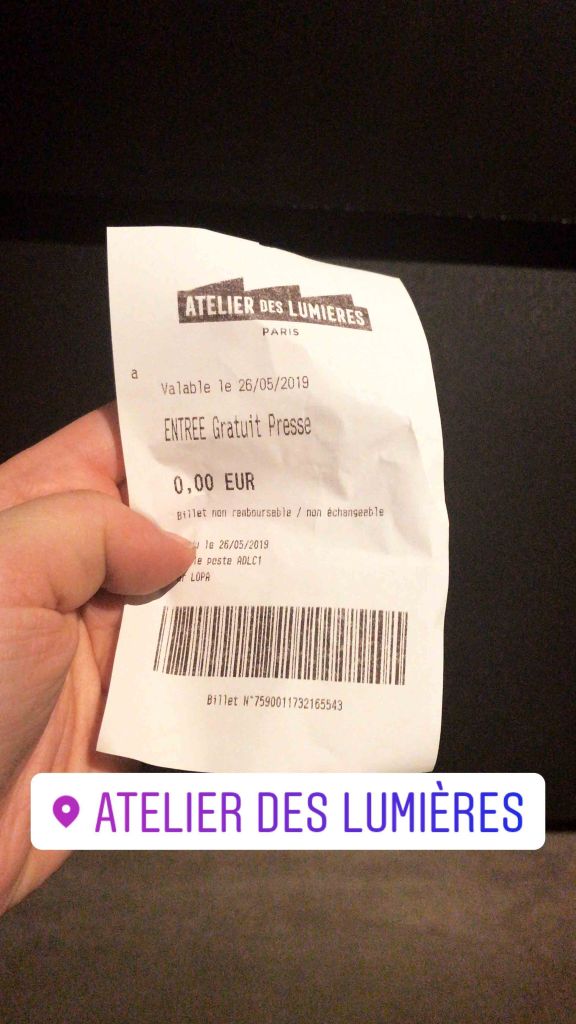 ATELIER DES LUMIERES
PARIS
a
Valable le 26/05/2019
ENTREE Gratuit Presse
0,00 EUR
Billet non remboursable / non échangeable
le 26/05/2019
le poste ADLC1
LOPA
Billet N°7590011732165543
ATELIER DES LUMIÈRES